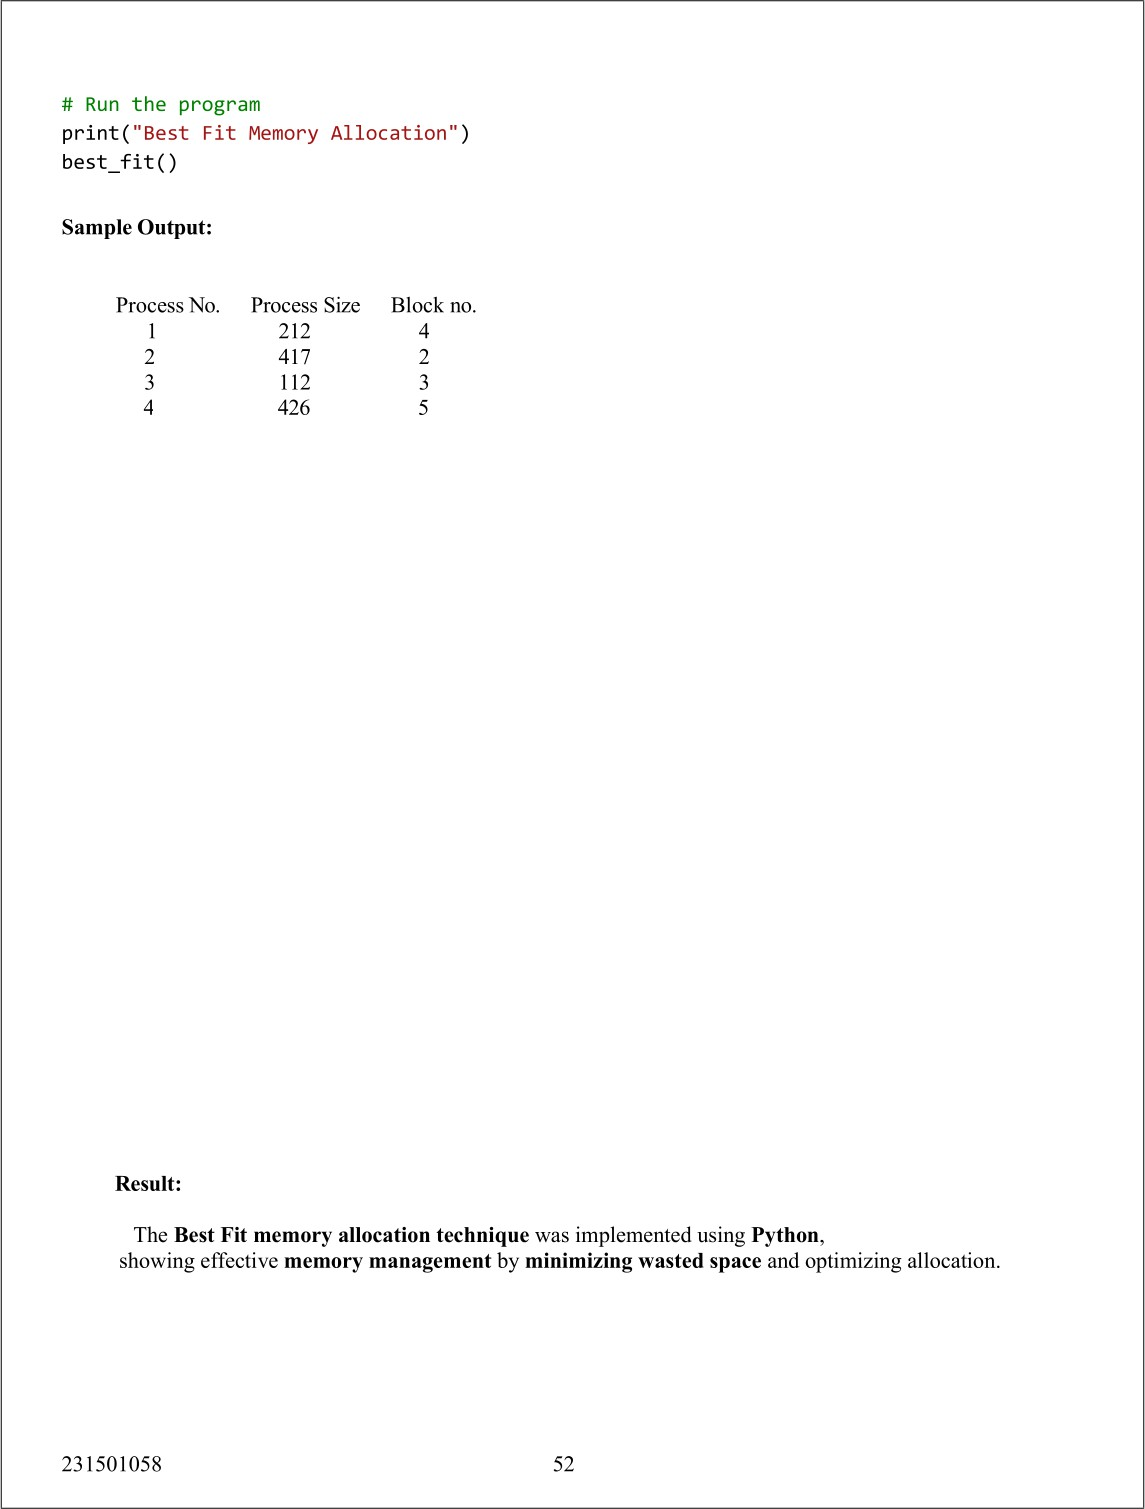 # Run the program
print("Best Fit Memory Allocation")
best_fit()
Sample Output:
Process No. Process Size Block no.
1 212 4
2 417 2
3 112 3
4 426 5
Result:
The Best Fit memory allocation technique was implemented using Python,
showing effective memory management by minimizing wasted space and optimizing allocation.
231501058 52